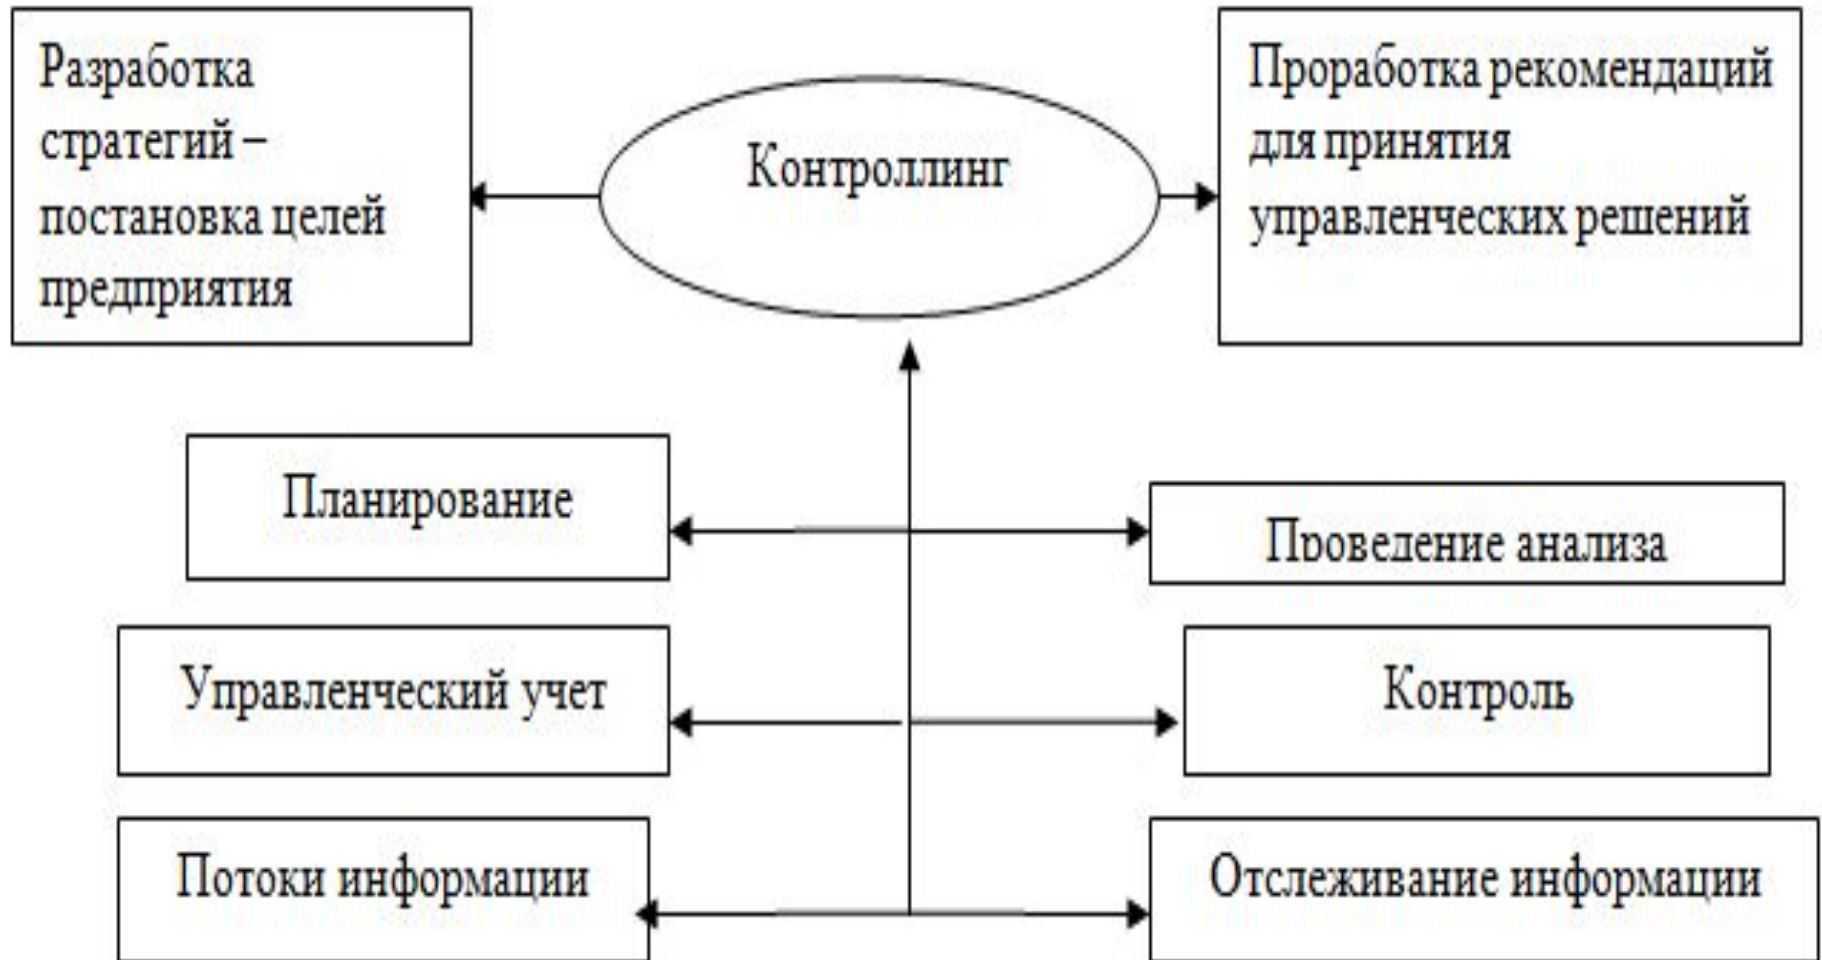 Разработка
стратегий –
постановка целей
предприятия
Контроллинг
Проработка рекомендаций
для принятия
управленческих решений
Планирование
Проведение анализа
Управленческий учет
Контроль
Потоки информации
Отслеживание информации